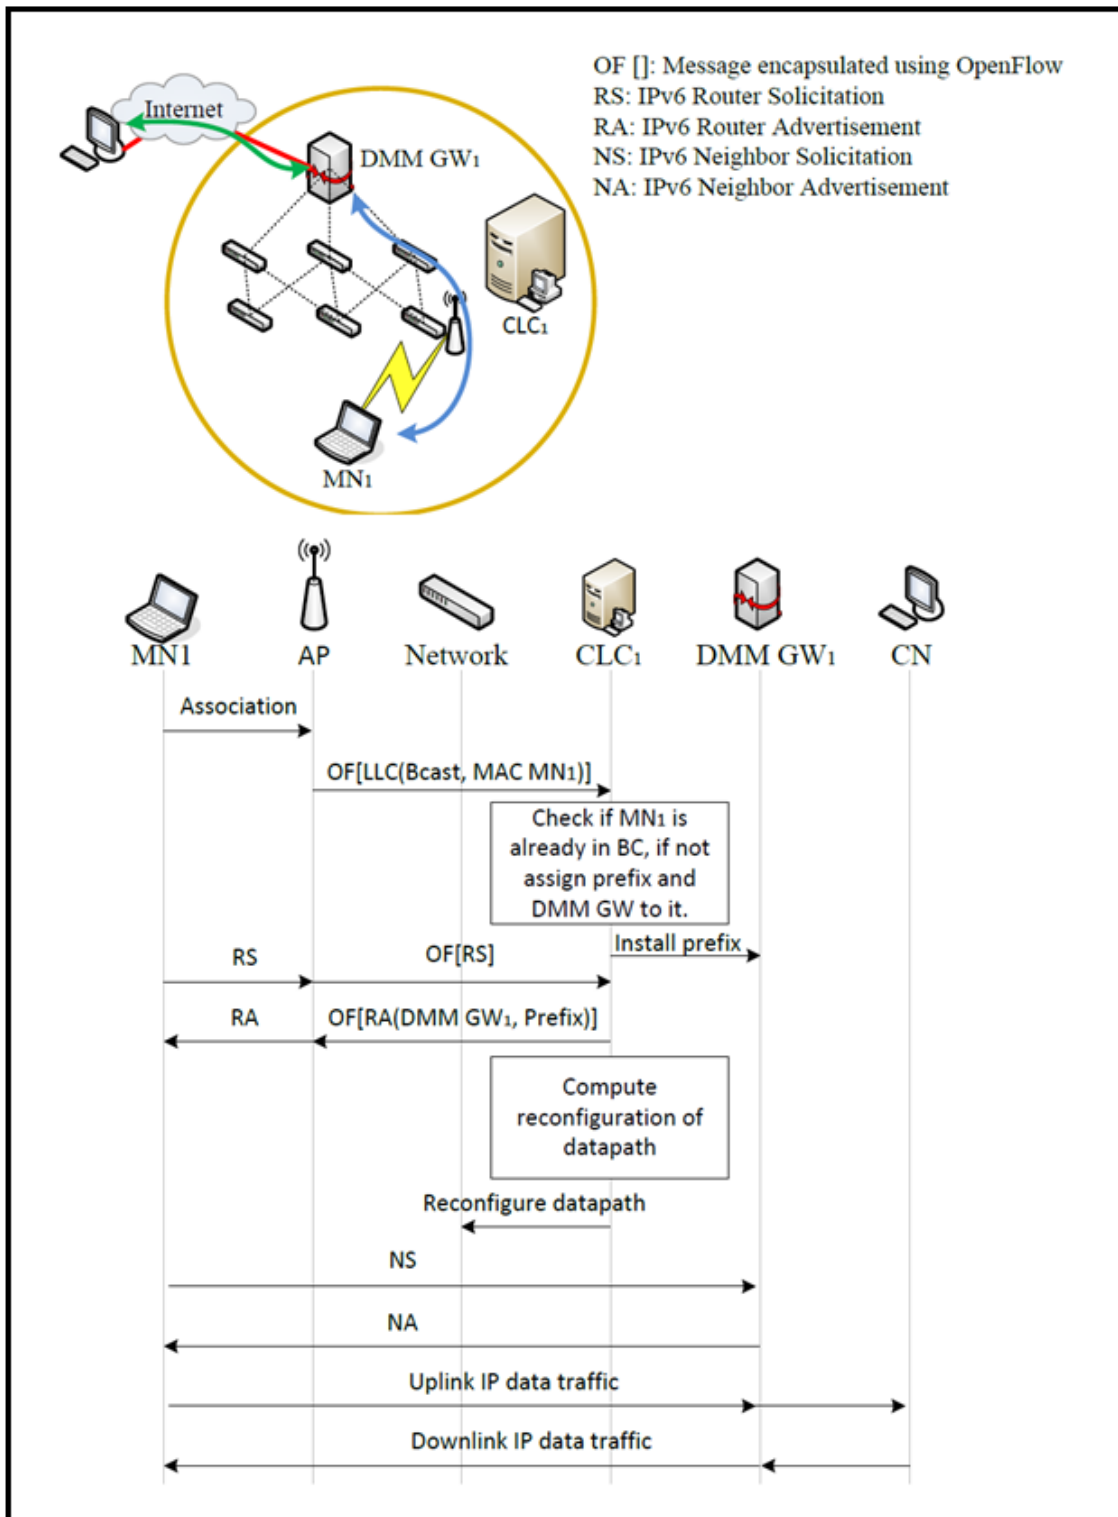 OF []: Message encapsulated using OpenFlow
RS: IPv6 Router Solicitation
RA: IPv6 Router Advertisement
NS: IPv6 Neighbor Solicitation
NA: IPv6 Neighbor Advertisement
Internet
DMM GW₁
CLC₁
MN₁
MN1
AP
Network
CLC₁
DMM GW₁
CN
Association
OF[LLC(Bcast, MAC MN₁)]
Check if MN₁ is
already in BC, if not
assign prefix and
DMM GW to it.
Install prefix
RS
OF[RS]
RA
OF[RA(DMM GW₁, Prefix)]
Compute
reconfiguration of
datapath
Reconfigure datapath
NS
NA
Uplink IP data traffic
Downlink IP data traffic